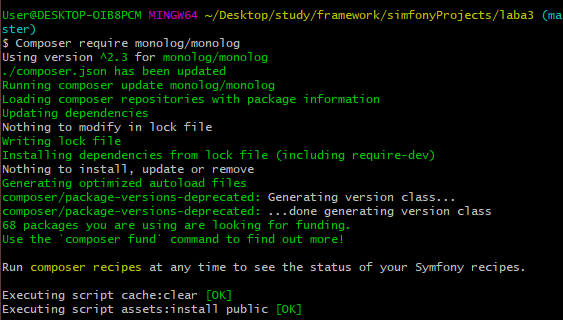 User@DESKTOP-OIB8PCM MINGW64 ~/Desktop/study/framework/simfonyProjects/laba3 (ma
ster)
$ Composer require monolog/monolog
Using version ^2.3 for monolog/monolog
./composer.json has been updated
Running composer update monolog/monolog
Loading composer repositories with package information
Updating dependencies
Nothing to modify in lock file
Writing lock file
Installing dependencies from lock file (including require-dev)
Nothing to install, update or remove
Generating optimized autoload files
composer/package-versions-deprecated: Generating version class...
composer/package-versions-deprecated: ...done generating version class
68 packages you are using are looking for funding.
Use the `composer fund` command to find out more!
Run composer recipes at any time to see the status of your Symfony recipes.
Executing script cache:clear [OK]
Executing script assets:install public [OK]